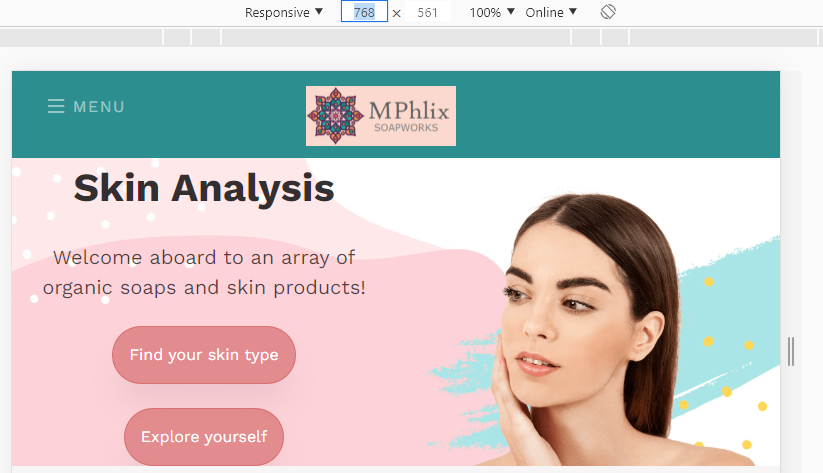 Responsive ▼ 768 × 561 100% ▼ Online ▼
MENU
MPhlix
SOAPWORKS
Skin Analysis
Welcome aboard to an array of
organic soaps and skin products!
Find your skin type
Explore yourself